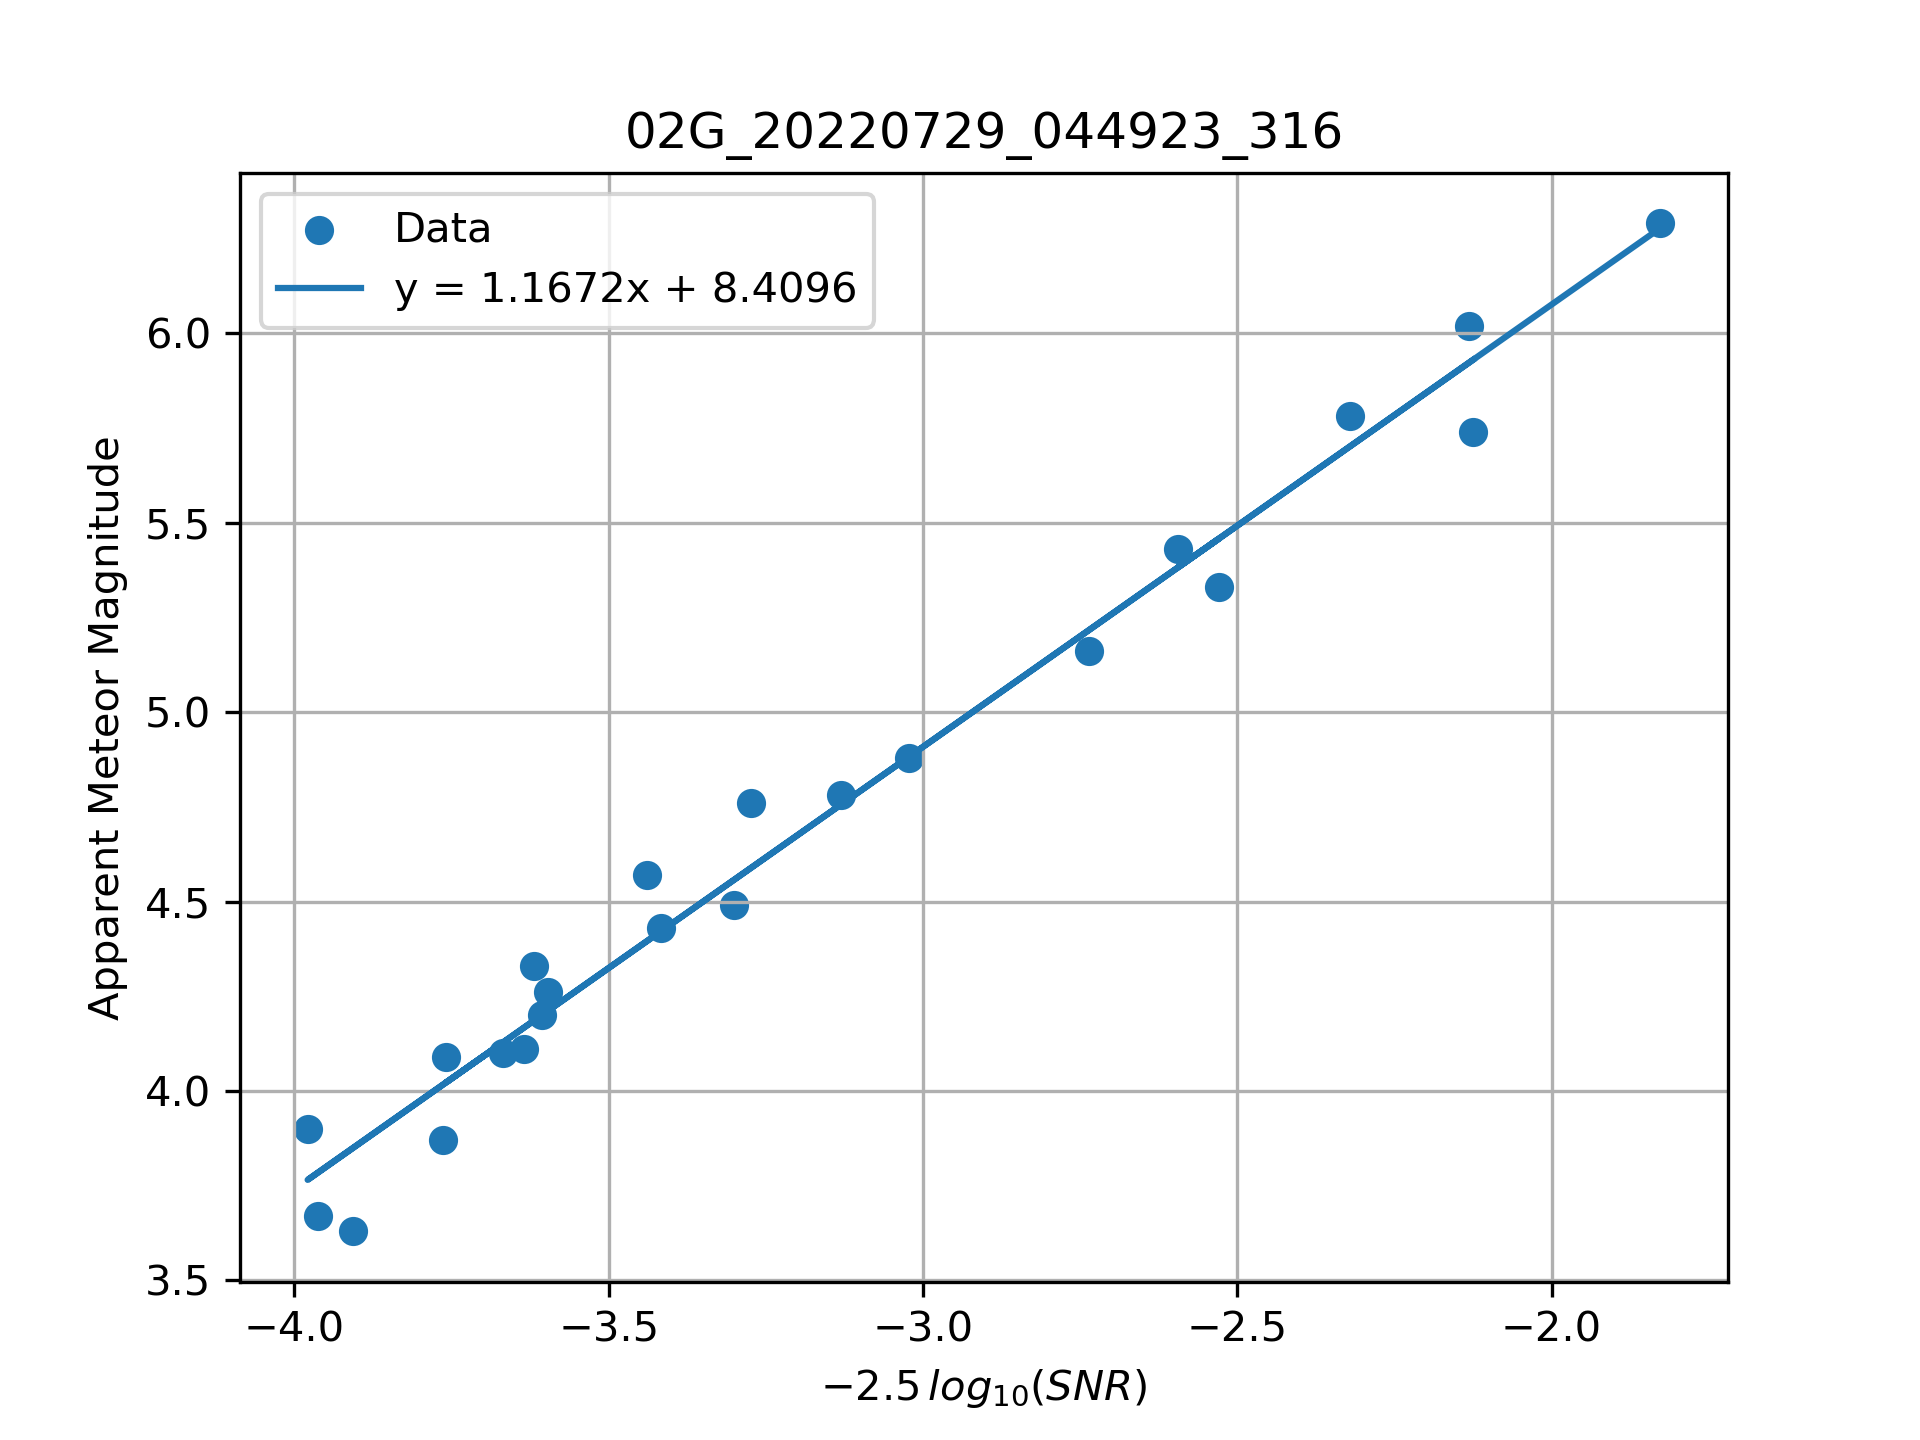 02G_20220729_044923_316
Data
y = 1.1672x + 8.4096
Apparent Meteor Magnitude
6.0
5.5
5.0
4.5
4.0
3.5
−4.0 −3.5 −3.0 −2.5 −2.0
−2.5 log₁₀(SNR)